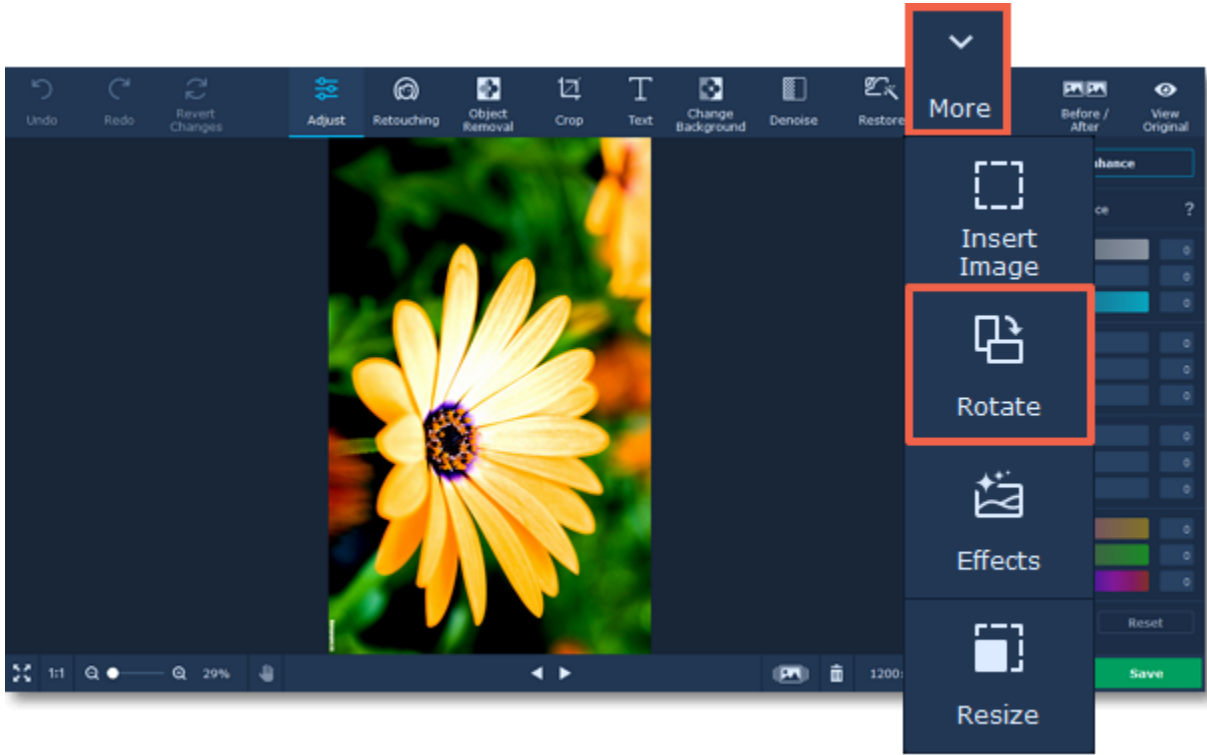 Undo
Redo
Revert
Changes
Adjust
Retouching
Object
Removal
Crop
Text
Change
Background
Denoise
Restore
More
Before /
After
View
Original
Insert
Image
Rotate
Effects
Resize
nhance
ce
?
0
0
0
0
0
0
0
0
0
0
0
0
Reset
1:1
29%
1200
Save